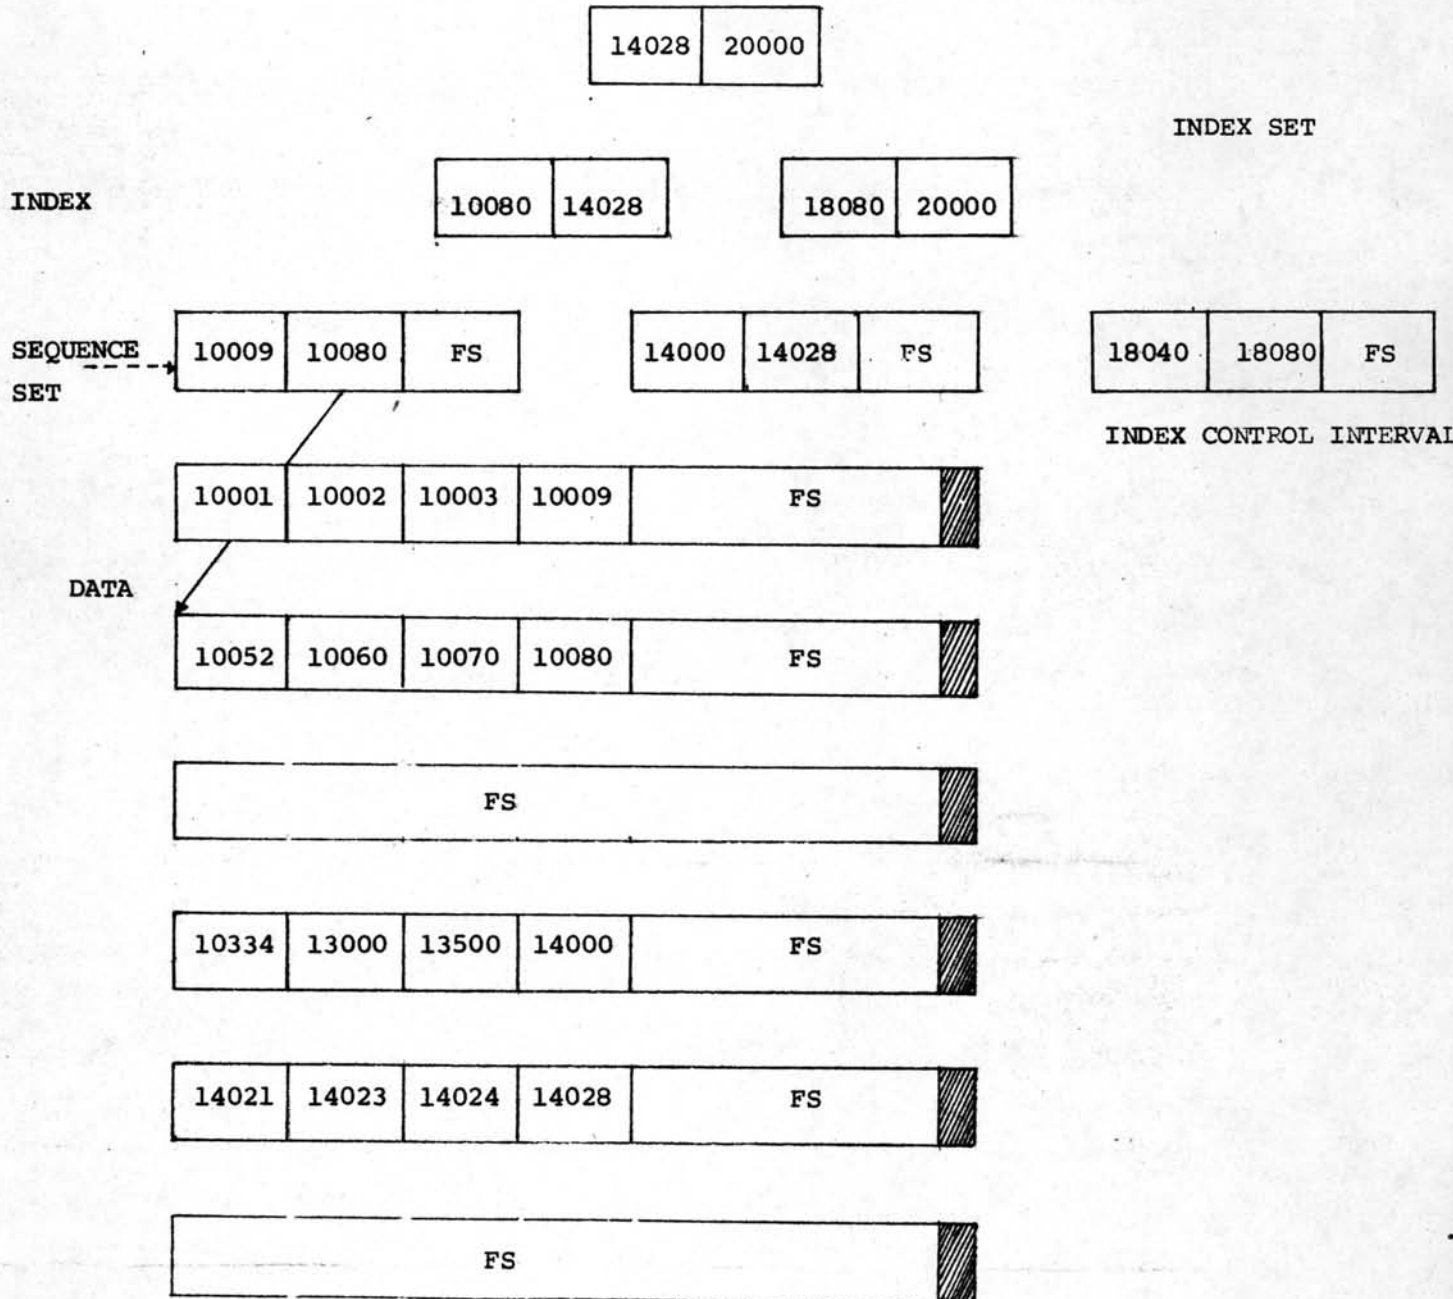 14028 20000
INDEX SET
INDEX 10080 14028 18080 20000
SEQUENCE SET 10009 10080 FS 14000 14028 FS 18040 18080 FS
INDEX CONTROL INTERVAL
10001 10002 10003 10009 FS
DATA
10052 10060 10070 10080 FS
FS
10334 13000 13500 14000 FS
14021 14023 14024 14028 FS
FS